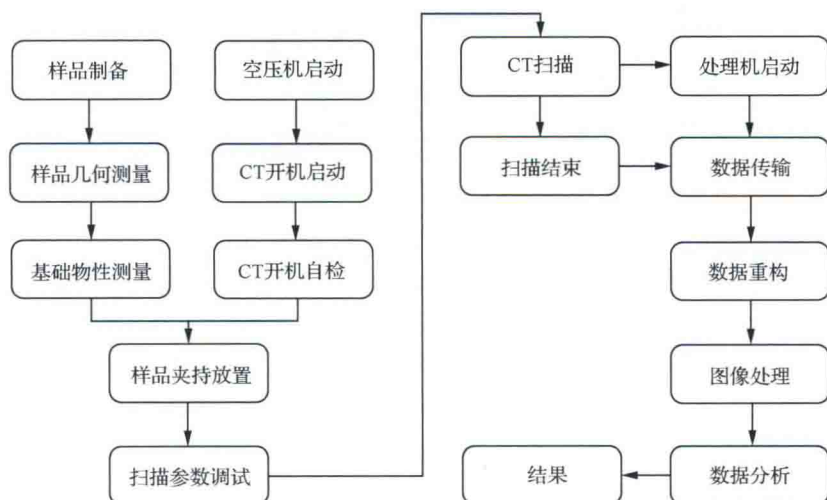 样品制备
空压机启动
样品几何测量
CT开机启动
基础物性测量
CT开机自检
样品夹持放置
扫描参数调试
CT扫描
处理机启动
扫描结束
数据传输
数据重构
图像处理
数据分析
结果